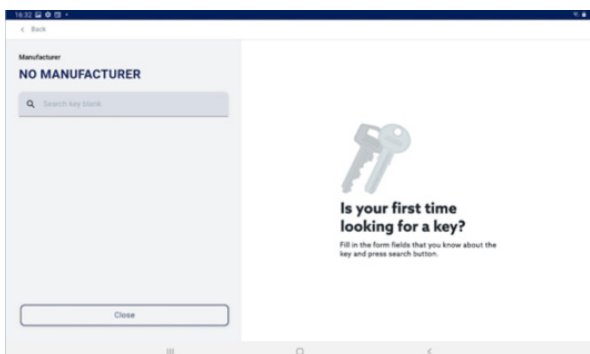 16:32
Back
Manufacturer
NO MANUFACTURER
Search key blank
Close
Is your first time
looking for a key?
Fill in the form fields that you know about the
key and press search button.